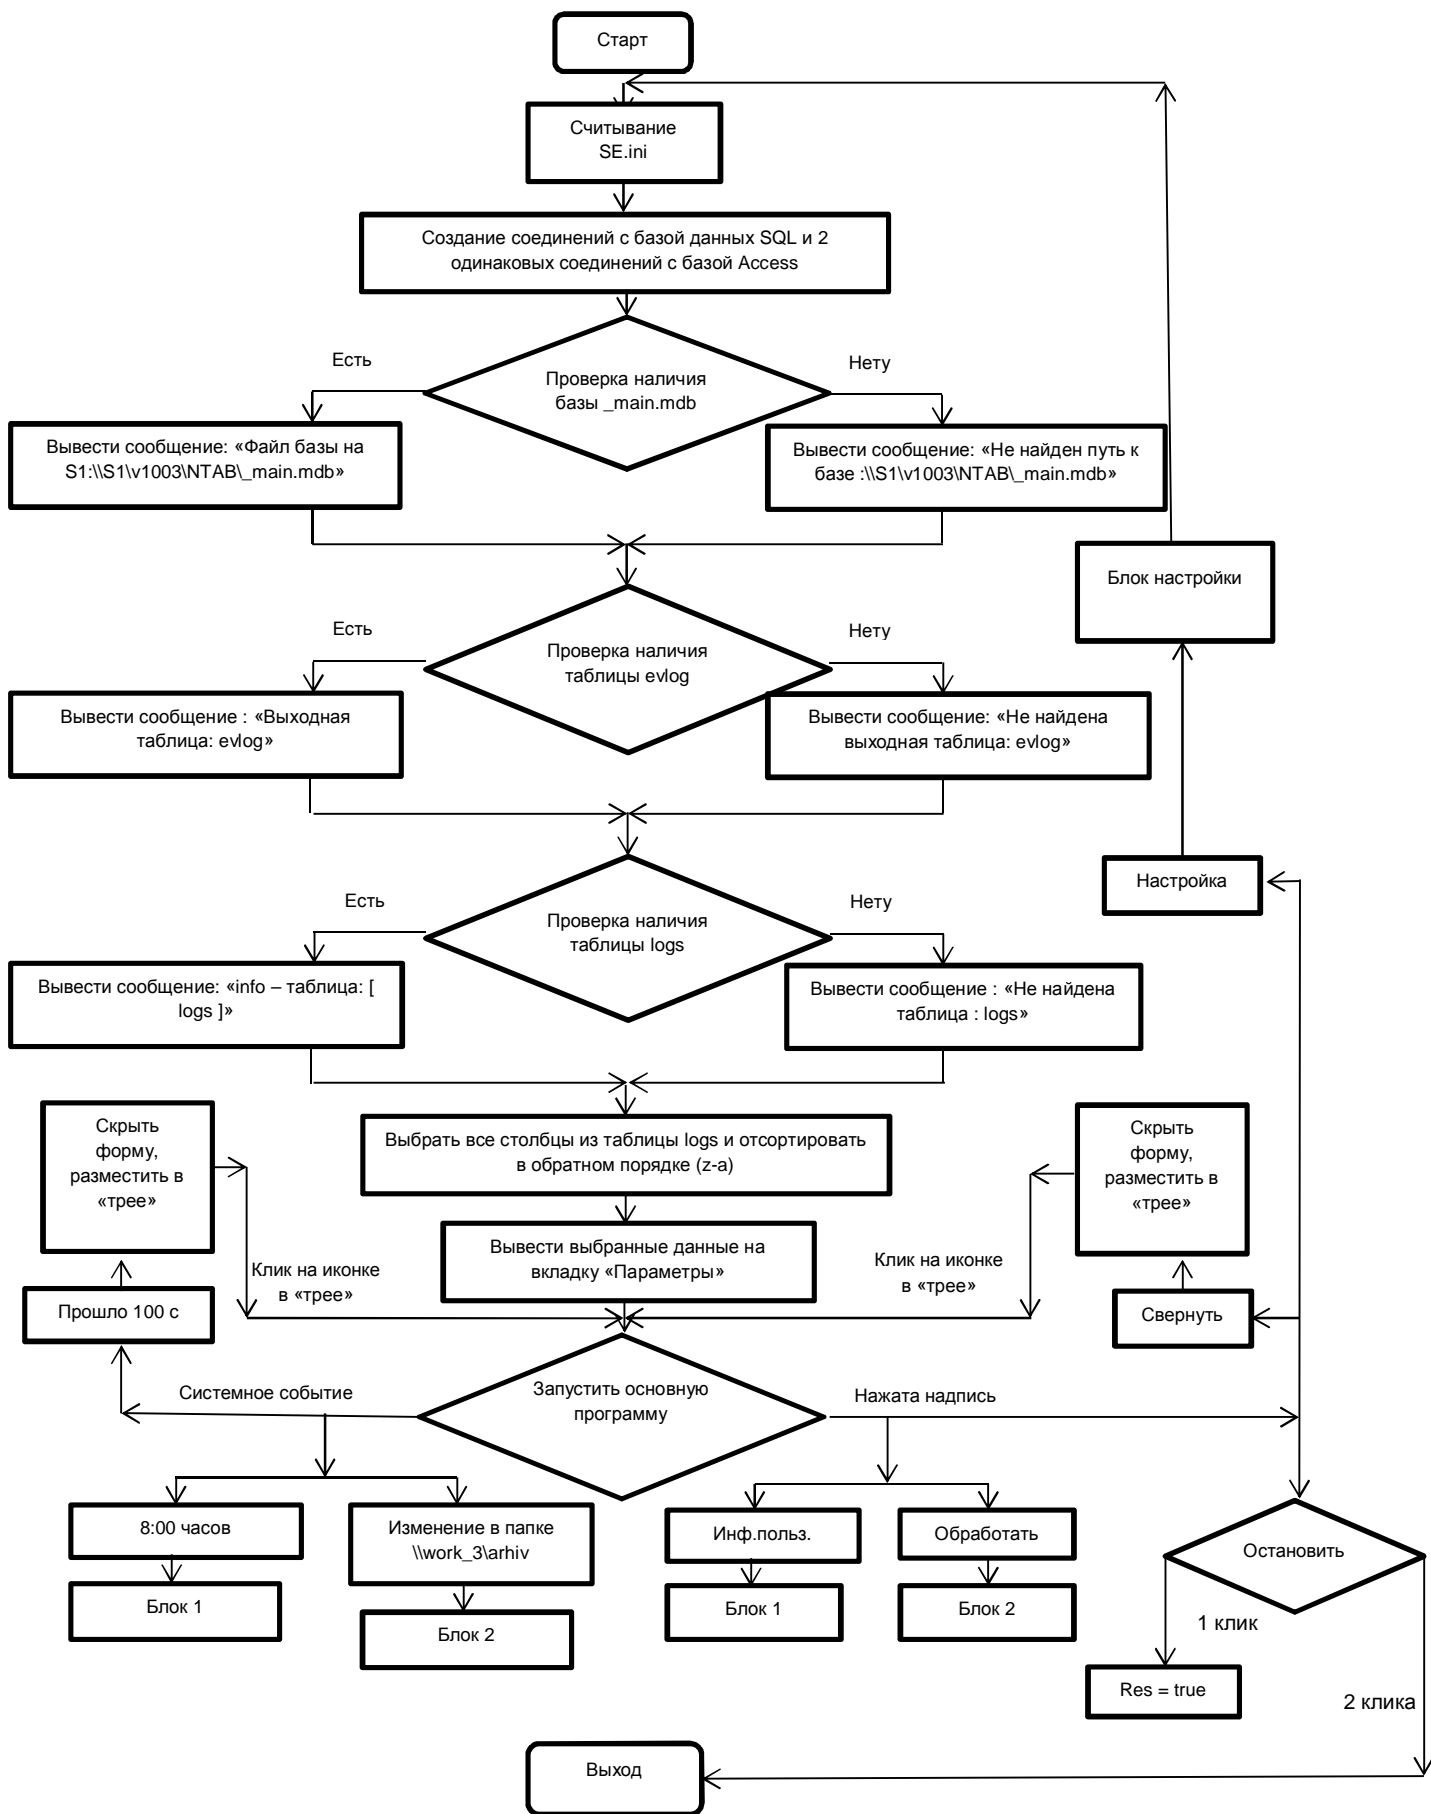 Старт
Считывание
SE.ini
Создание соединений с базой данных SQL и 2
одинаковых соединений с базой Access
Есть
Нету
Проверка наличия
базы _main.mdb
Вывести сообщение: «Файл базы на
S1:\\S1\v1003\NTAB\_main.mdb»
Вывести сообщение: «Не найден путь к
базе :\\S1\v1003\NTAB\_main.mdb»
Блок настройки
Есть
Нету
Проверка наличия
таблицы evlog
Вывести сообщение : «Выходная
таблица: evlog»
Вывести сообщение: «Не найдена
выходная таблица: evlog»
Настройка
Есть
Нету
Проверка наличия
таблицы logs
Вывести сообщение: «info – таблица: [
logs ]»
Вывести сообщение : «Не найдена
таблица : logs»
Скрыть
форму,
разместить в
«трее»
Выбрать все столбцы из таблицы logs и отсортировать
в обратном порядке (z-a)
Скрыть
форму,
разместить в
«трее»
Вывести выбранные данные на
вкладку «Параметры»
Клик на иконке
в «трее»
Клик на иконке
в «трее»
Прошло 100 с
Свернуть
Системное событие
Запустить основную
программу
Нажата надпись
8:00 часов
Изменение в папке
\\work_3\arhiv
Инф.польз.
Обработать
Остановить
Блок 1
Блок 2
Блок 1
Блок 2
1 клик
Res = true
2 клика
Выход